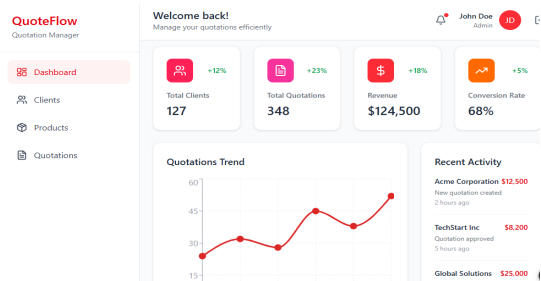 QuoteFlow
Quotation Manager
Dashboard
Clients
Products
Quotations
Welcome back!
Manage your quotations efficiently
John Doe
Admin
JD
+12%
Total Clients
127
+23%
Total Quotations
348
+18%
Revenue
$124,500
+5%
Conversion Rate
68%
Quotations Trend
60
45
30
15
Recent Activity
Acme Corporation $12,500
New quotation created
2 hours ago
TechStart Inc $8,200
Quotation approved
5 hours ago
Global Solutions $25,000